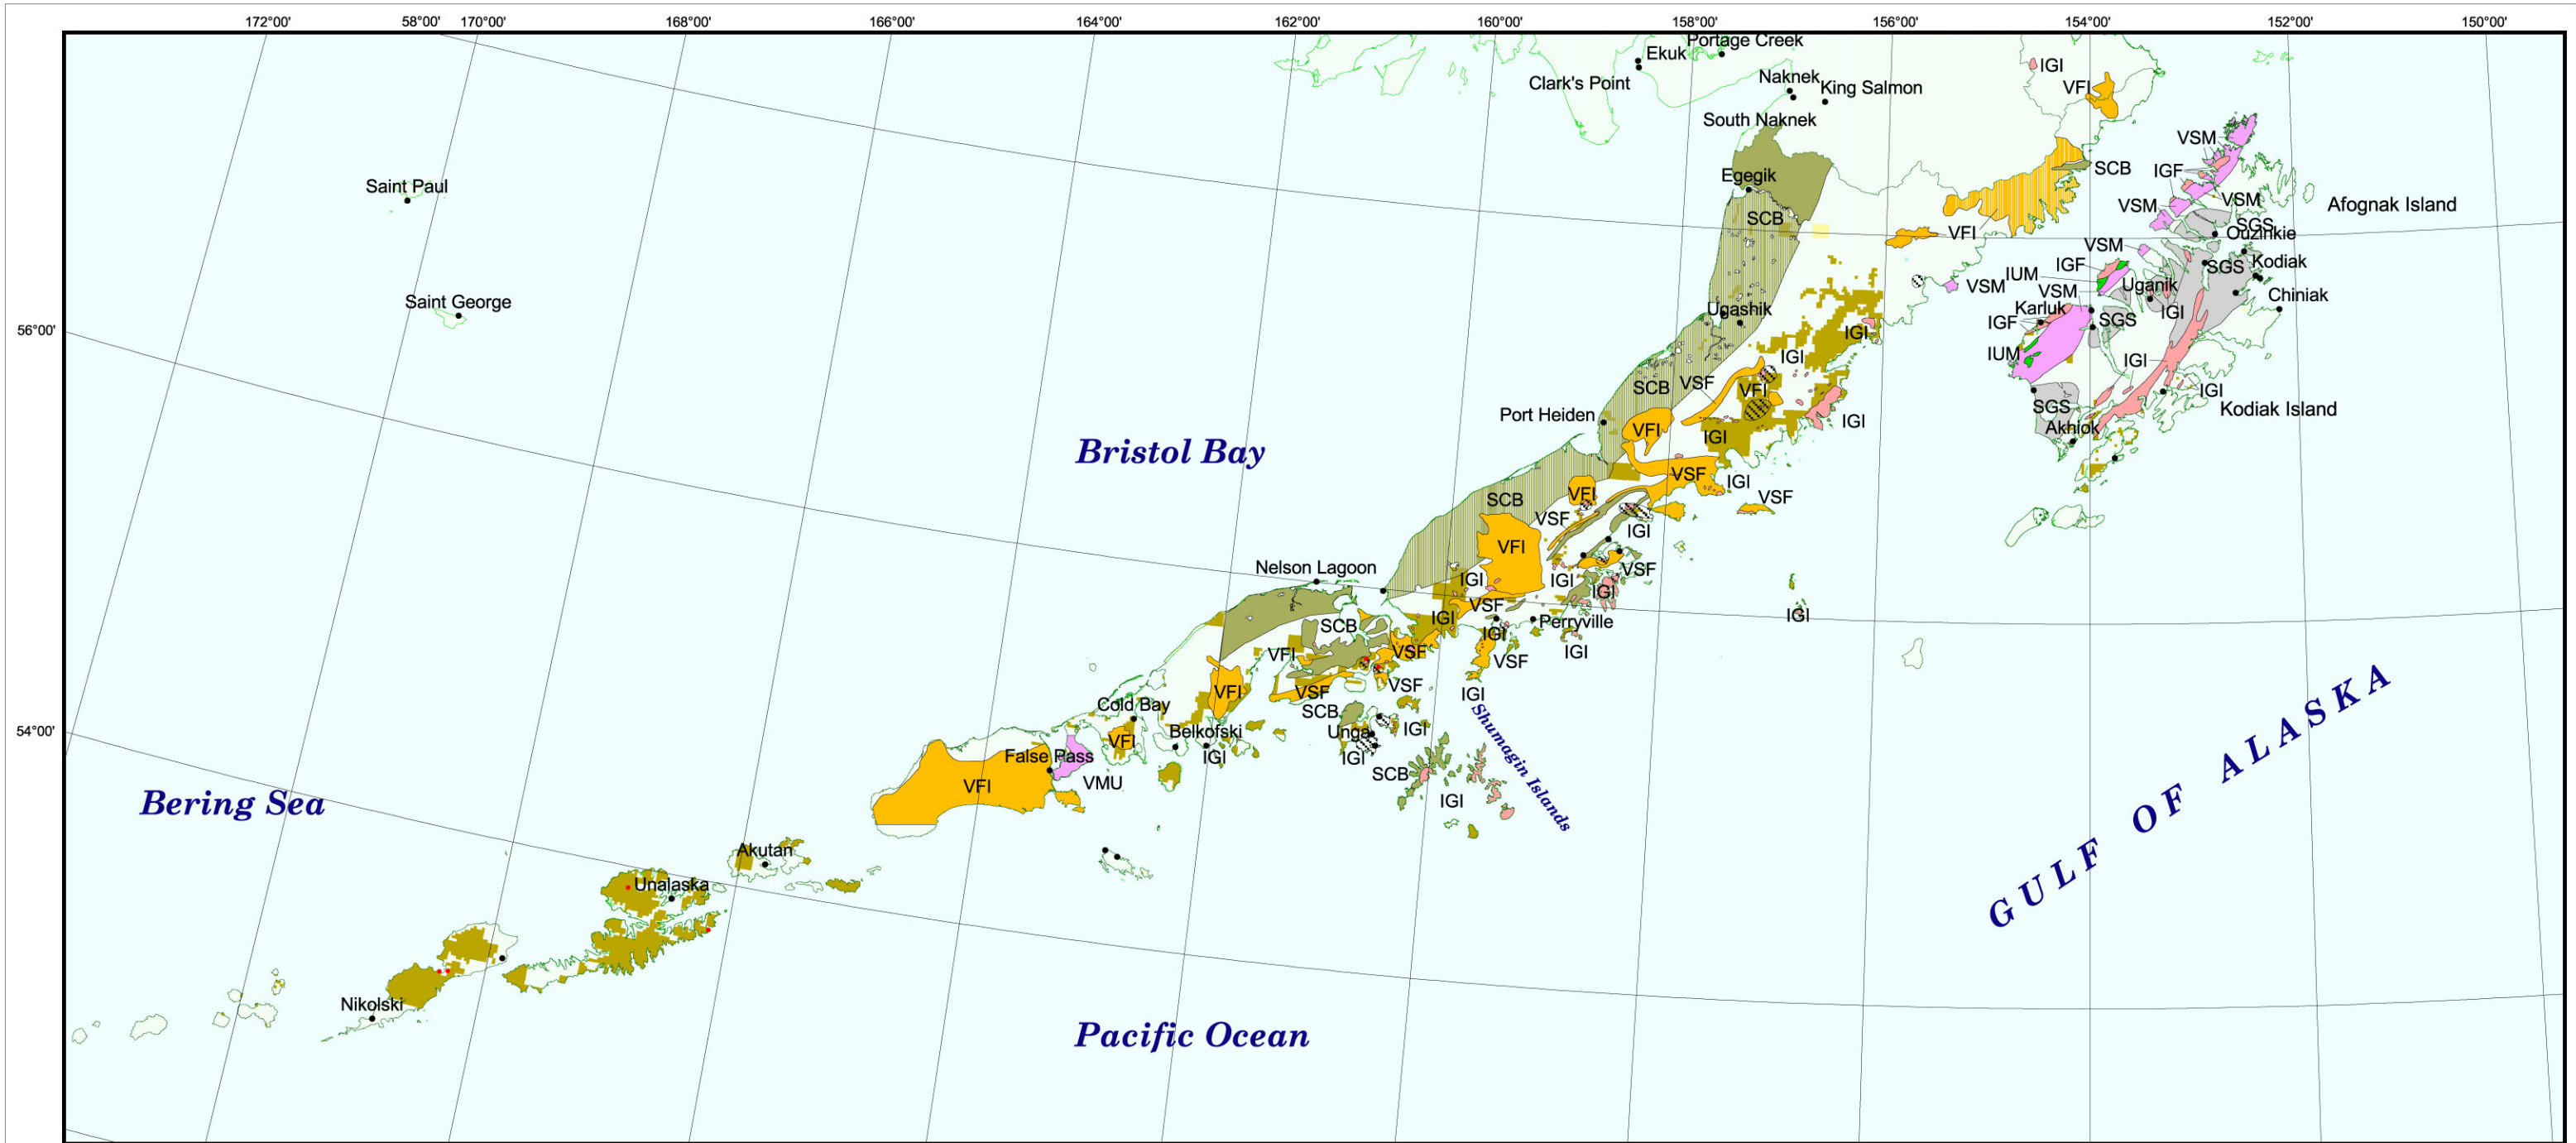 172°00'
58°00'
170°00'
168°00'
166°00'
164°00'
162°00'
160°00'
158°00'
156°00'
154°00'
152°00'
150°00'
Portage Creek
Ekuk
Clark's Point
Naknek
King Salmon
South Naknek
IGI
VFI
VSM
IGF
SCB
Egegik
Saint Paul
VSM
VSM
Afognak Island
SCB
SGS
Ouzinkie
VFI
VSM
Kodiak
IGF
SGS
IUM
VSM
Uganik
VSM
Chiniak
Saint George
Ugashik
Karluk
IGI
SGS
IGF
56°00'
IGI
IUM
IGI
IGI
SCB
VSF
VFI
IGI
SGS
Kodiak Island
Port Heiden
IGI
Akhiok
VFI
IGI
Bristol Bay
VSF
IGI
VFI
SCB
VSF
VSF
IGI
VFI
Nelson Lagoon
VSF
IGI
IGI
IGI
VSF
IGI
IGI
Perryville
SCB
IGI
IGI
VFI
VSF
VSF
VFI
VSF
VSF
IGI
Cold Bay
SCB
Shumagin Islands
54°00'
Belkofski
Unga
IGI
VFI
False Pass
IGI
IGI
VFI
VMU
SCB
IGI
Bering Sea
GULF OF ALASKA
Akutan
Unalaska
Nikolski
Pacific Ocean